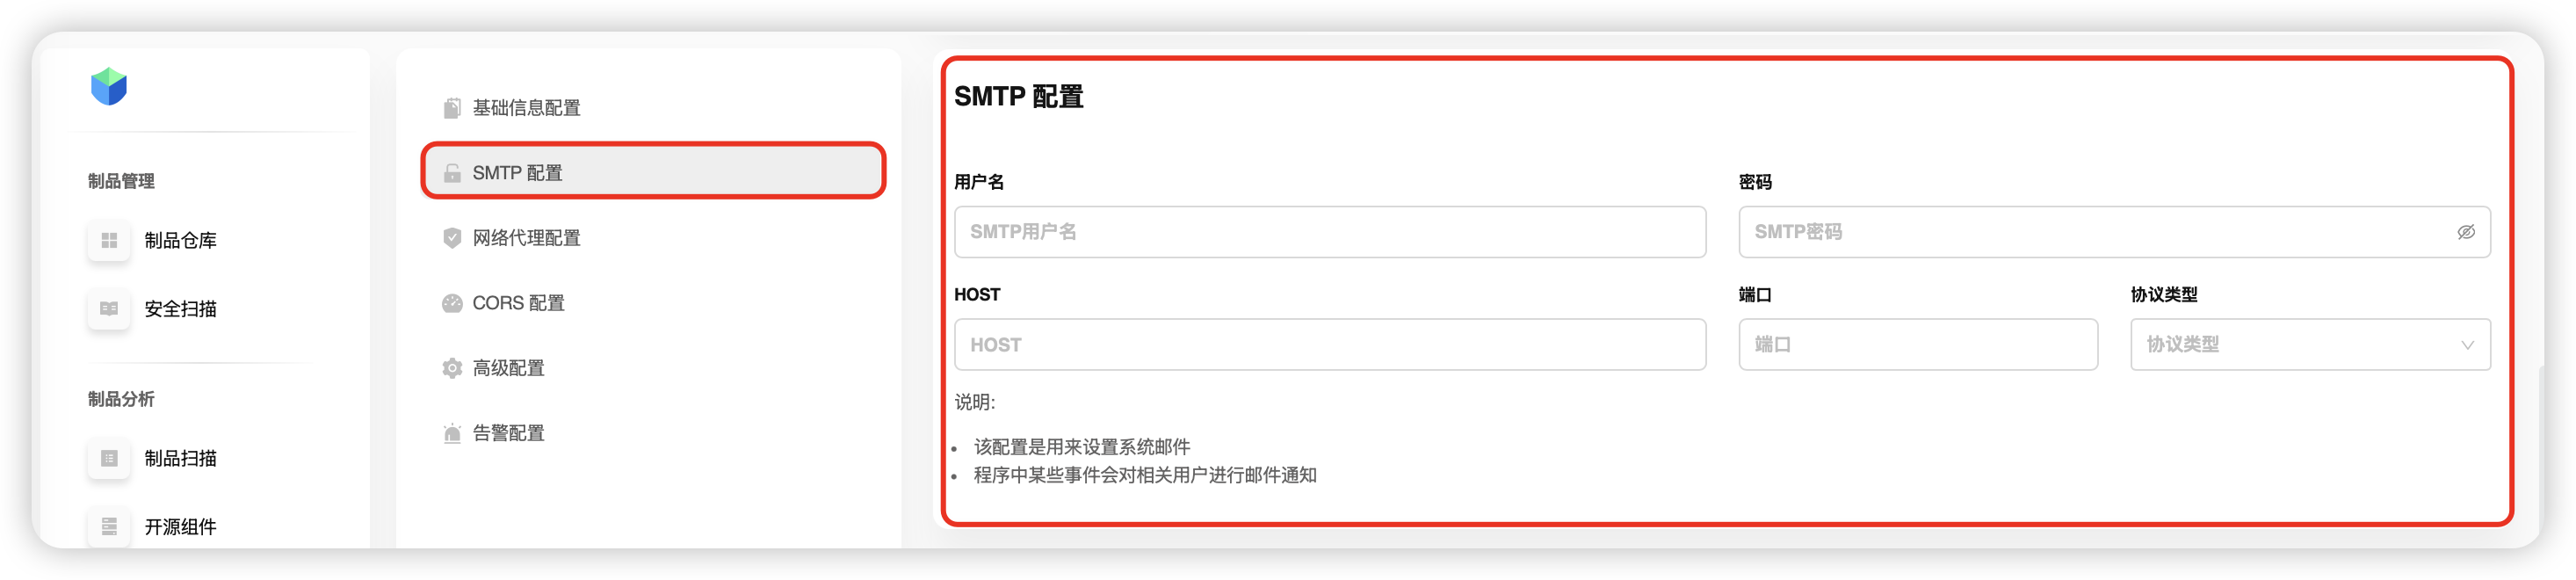 制品管理
制品仓库
安全扫描
制品分析
制品扫描
开源组件
基础信息配置
SMTP 配置
网络代理配置
CORS 配置
高级配置
告警配置
SMTP 配置
用户名
密码
SMTP用户名
SMTP密码
HOST
端口
协议类型
HOST
端口
协议类型
说明:
• 该配置是用来设置系统邮件
• 程序中某些事件会对相关用户进行邮件通知